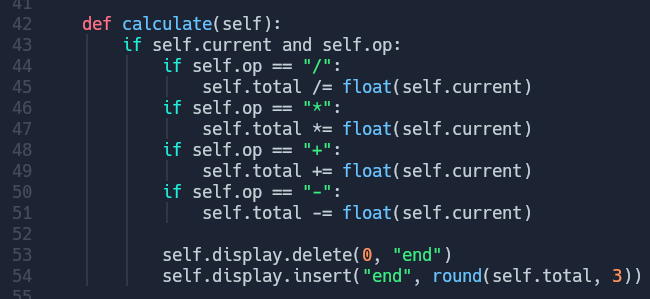 41
42 def calculate(self):
43 if self.current and self.op:
44 if self.op == "/":
45 self.total /= float(self.current)
46 if self.op == "*":
47 self.total *= float(self.current)
48 if self.op == "+":
49 self.total += float(self.current)
50 if self.op == "-":
51 self.total -= float(self.current)
52
53 self.display.delete(0, "end")
54 self.display.insert("end", round(self.total, 3))
55